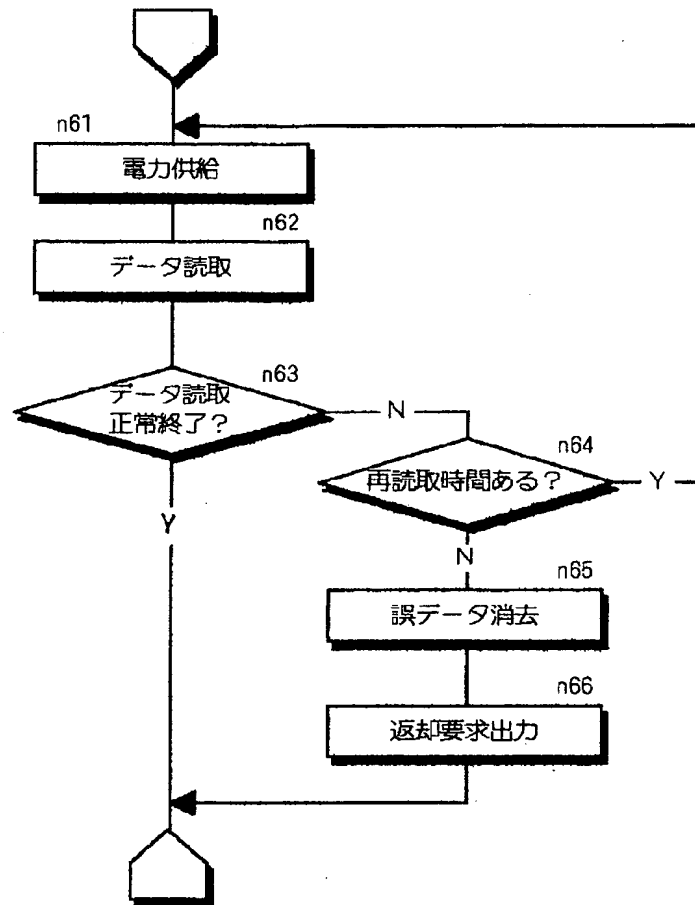 n61
電力供給
n62
データ読取
n63
データ読取
正常終了?
N
n64
再読取時間ある?
Y
Y
N
n65
誤データ消去
n66
返却要求出力